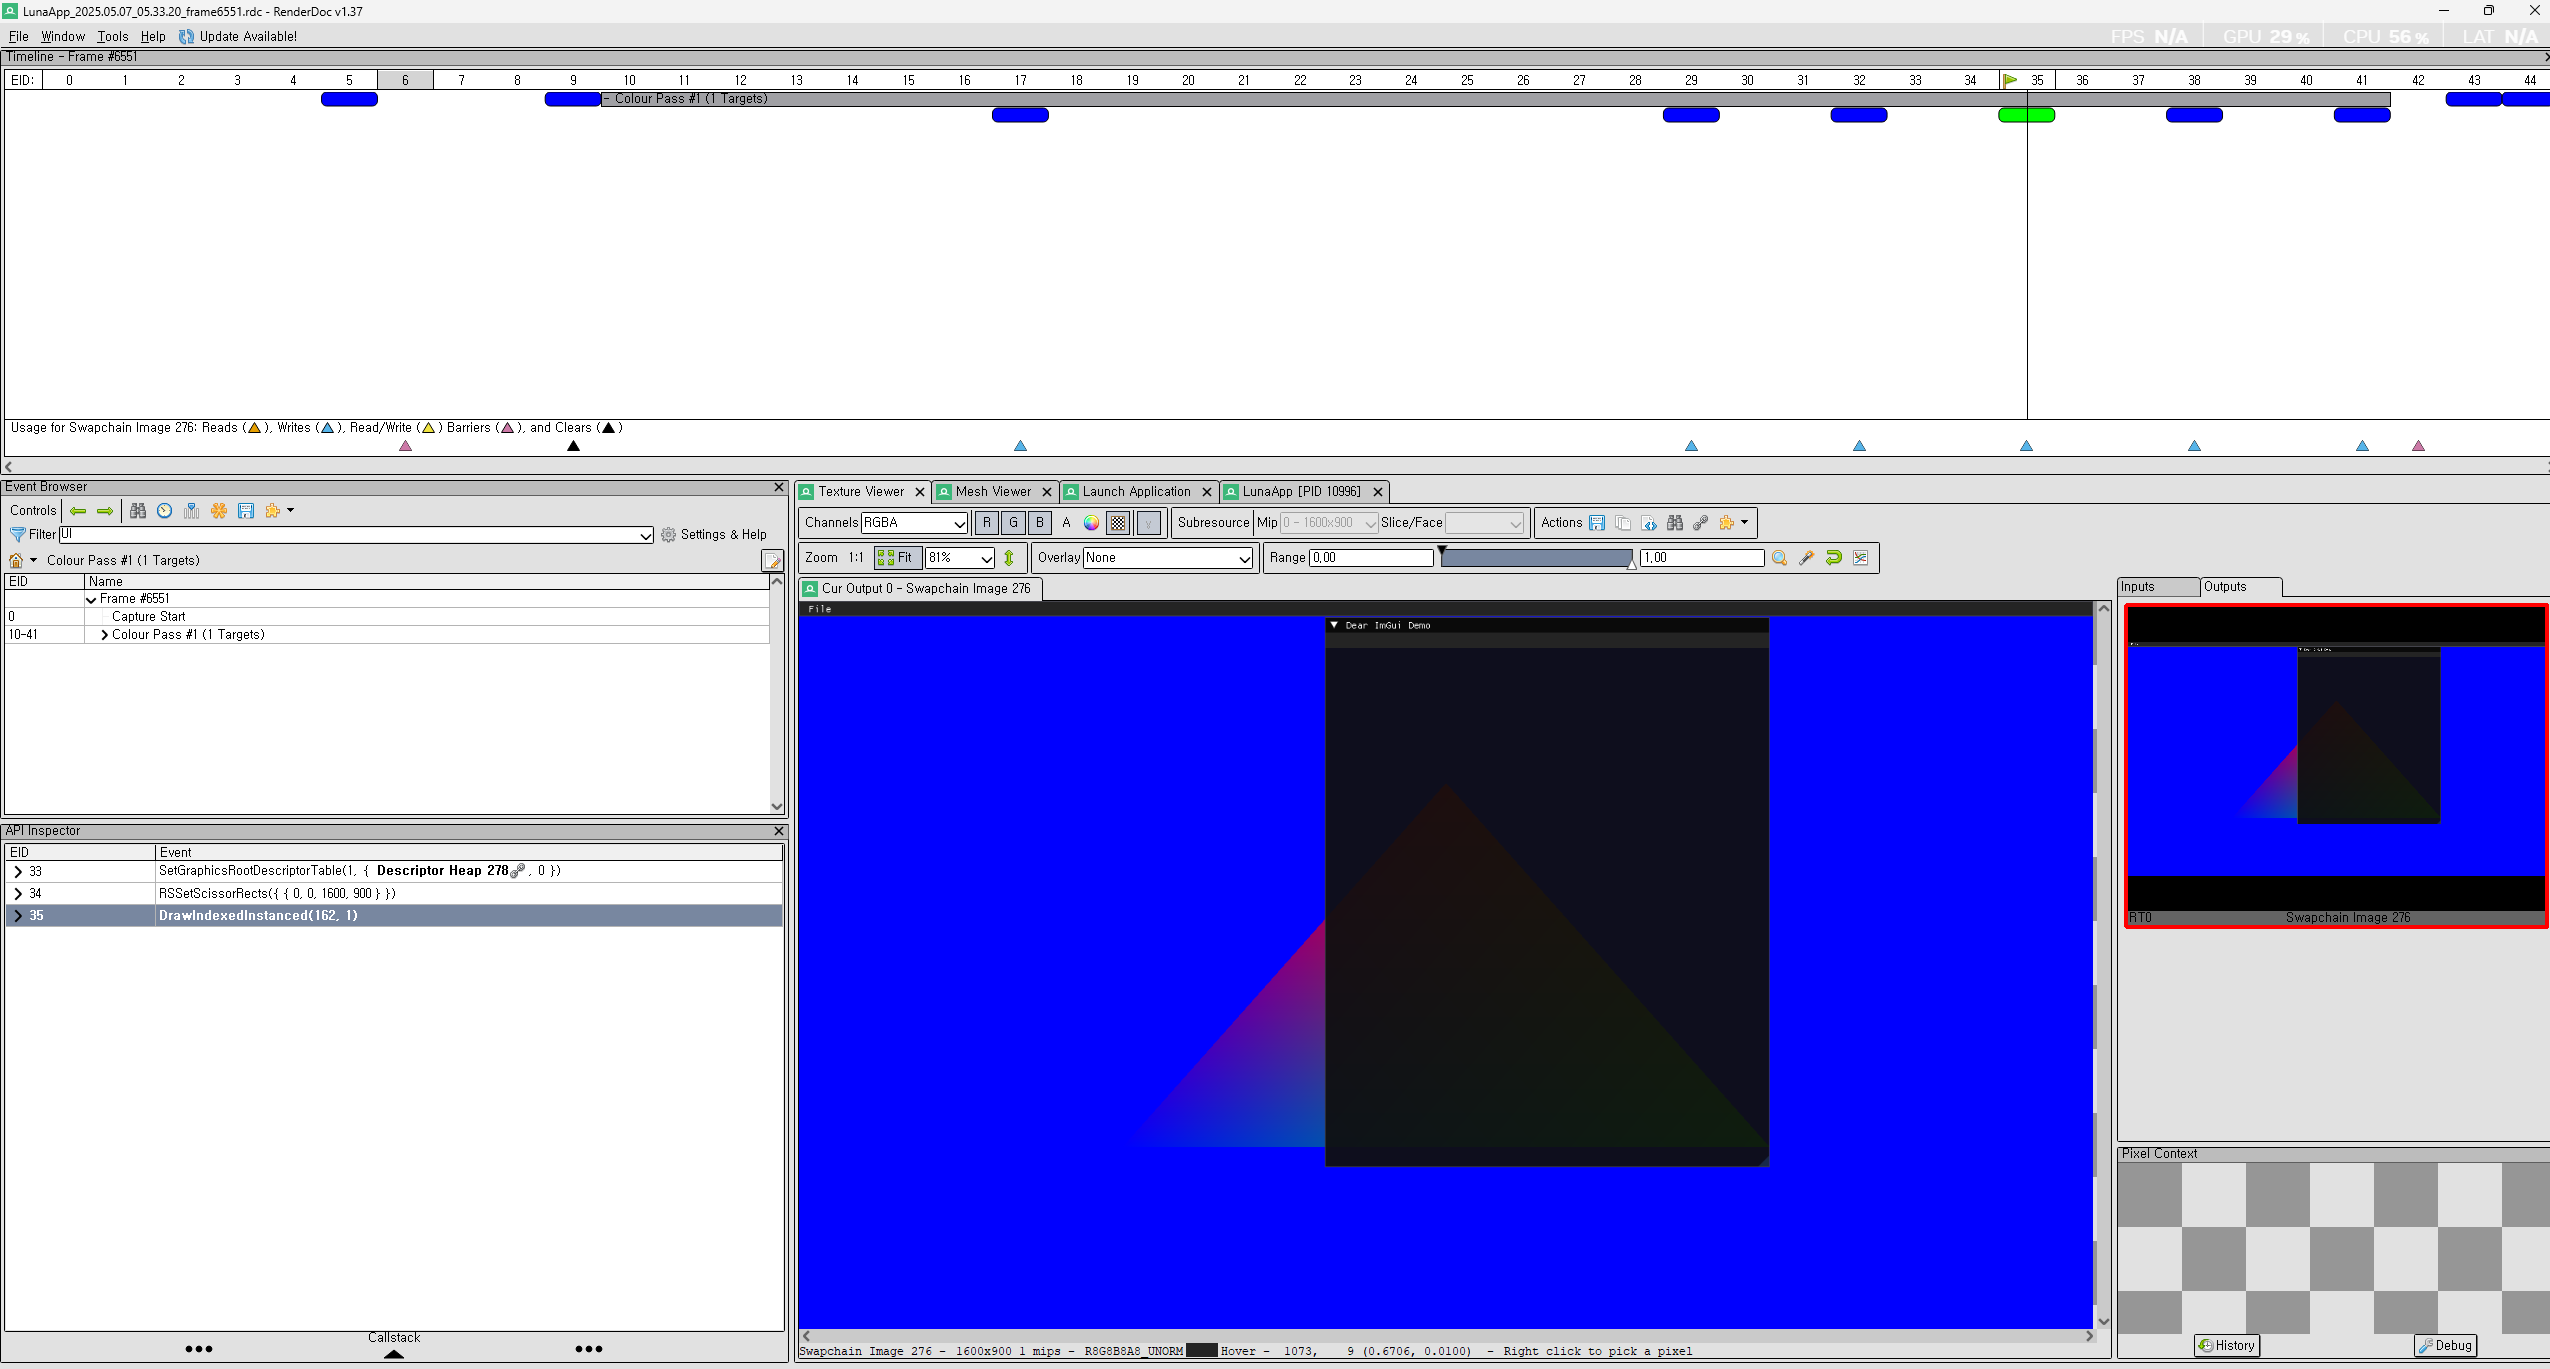 LunaApp_2025.05.07_05.33.20_frame6551.rdc - RenderDoc v1.37
File Window Tools Help Update Available!
FPS N/A GPU 29 % CPU 56 % LAT N/A
Timeline - Frame #6551
EID: 0 1 2 3 4 5 6 7 8 9 10 11 12 13 14 15 16 17 18 19 20 21 22 23 24 25 26 27 28 29 30 31 32 33 34 35 36 37 38 39 40 41 42 43 44
- Colour Pass #1 (1 Targets)
Usage for Swapchain Image 276: Reads ( ), Writes ( ), Read/Write ( ) Barriers ( ), and Clears ( )
Event Browser
Controls
Filter UI Settings & Help
Colour Pass #1 (1 Targets)
EID Name
Frame #6551
0 Capture Start
10-41 Colour Pass #1 (1 Targets)
API Inspector
EID Event
33 SetGraphicsRootDescriptorTable(1, { Descriptor Heap 278 , 0 })
34 RSSetScissorRects({ { 0, 0, 1600, 900 } })
35 DrawIndexedInstanced(162, 1)
Callstack
Texture Viewer Mesh Viewer Launch Application LunaApp [PID 10996]
Channels RGBA R G B A γ Subresource Mip 0 - 1600x900 Slice/Face Actions
Zoom 1:1 Fit 81% Overlay None Range 0,00 1,00
Cur Output 0 - Swapchain Image 276
File
Dear ImGui Demo
Swapchain Image 276 - 1600x900 1 mips - R8G8B8A8_UNORM Hover - 1073, 9 (0.6706, 0.0100) - Right click to pick a pixel
Inputs Outputs
RT0 Swapchain Image 276
Pixel Context
History Debug